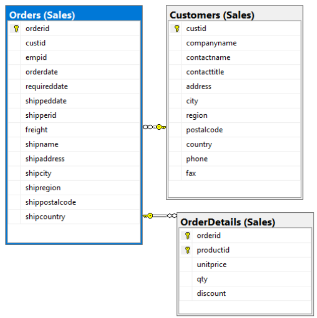 Orders (Sales)
orderid
custid
empid
orderdate
requireddate
shippeddate
shipperid
freight
shipname
shipaddress
shipcity
shipregion
shippostalcode
shipcountry
Customers (Sales)
custid
companyname
contactname
contacttitle
address
city
region
postalcode
country
phone
fax
OrderDetails (Sales)
orderid
productid
unitprice
qty
discount